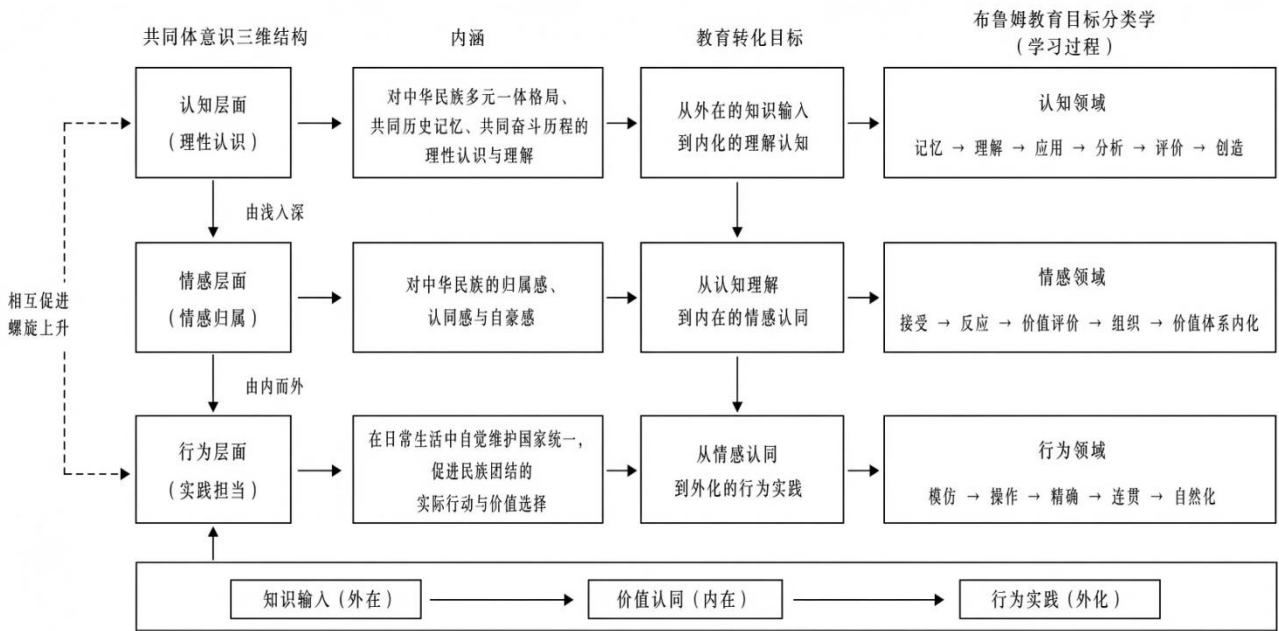 共同体意识三维结构
内涵
教育转化目标
布鲁姆教育目标分类学
(学习过程)
认知层面
(理性认识)
对中华民族多元一体格局、
共同历史记忆、共同奋斗历程的
理性认识与理解
从外在的知识输入
到内化的理解认知
认知领域
记忆 → 理解 → 应用 → 分析 → 评价 → 创造
由浅入深
相互促进
螺旋上升
情感层面
(情感归属)
对中华民族的归属感、
认同感与自豪感
从认知理解
到内在的情感认同
情感领域
接受 → 反应 → 价值评价 → 组织 → 价值体系内化
由内而外
行为层面
(实践担当)
在日常生活中自觉维护国家统一,
促进民族团结的
实际行动与价值选择
从情感认同
到外化的行为实践
行为领域
模仿 → 操作 → 精确 → 连贯 → 自然化
知识输入(外在)
价值认同(内在)
行为实践(外化)